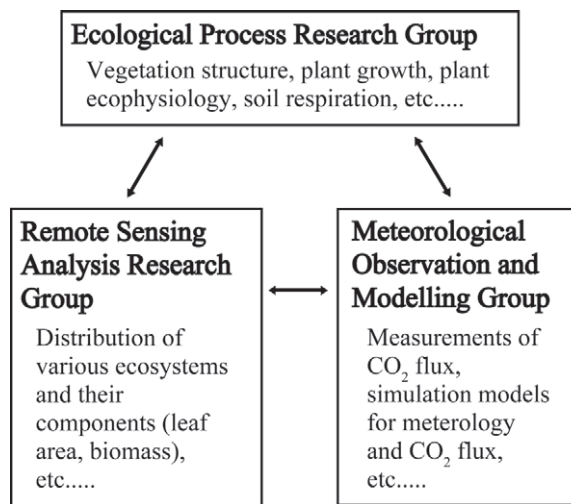 Ecological Process Research Group
Vegetation structure, plant growth, plant
ecophysiology, soil respiration, etc.....
Remote Sensing
Analysis Research
Group
Distribution of
various ecosystems
and their
components (leaf
area, biomass),
etc.....
Meteorological
Observation and
Modelling Group
Measurements of
CO₂ flux,
simulation models
for meterology
and CO₂ flux,
etc.....